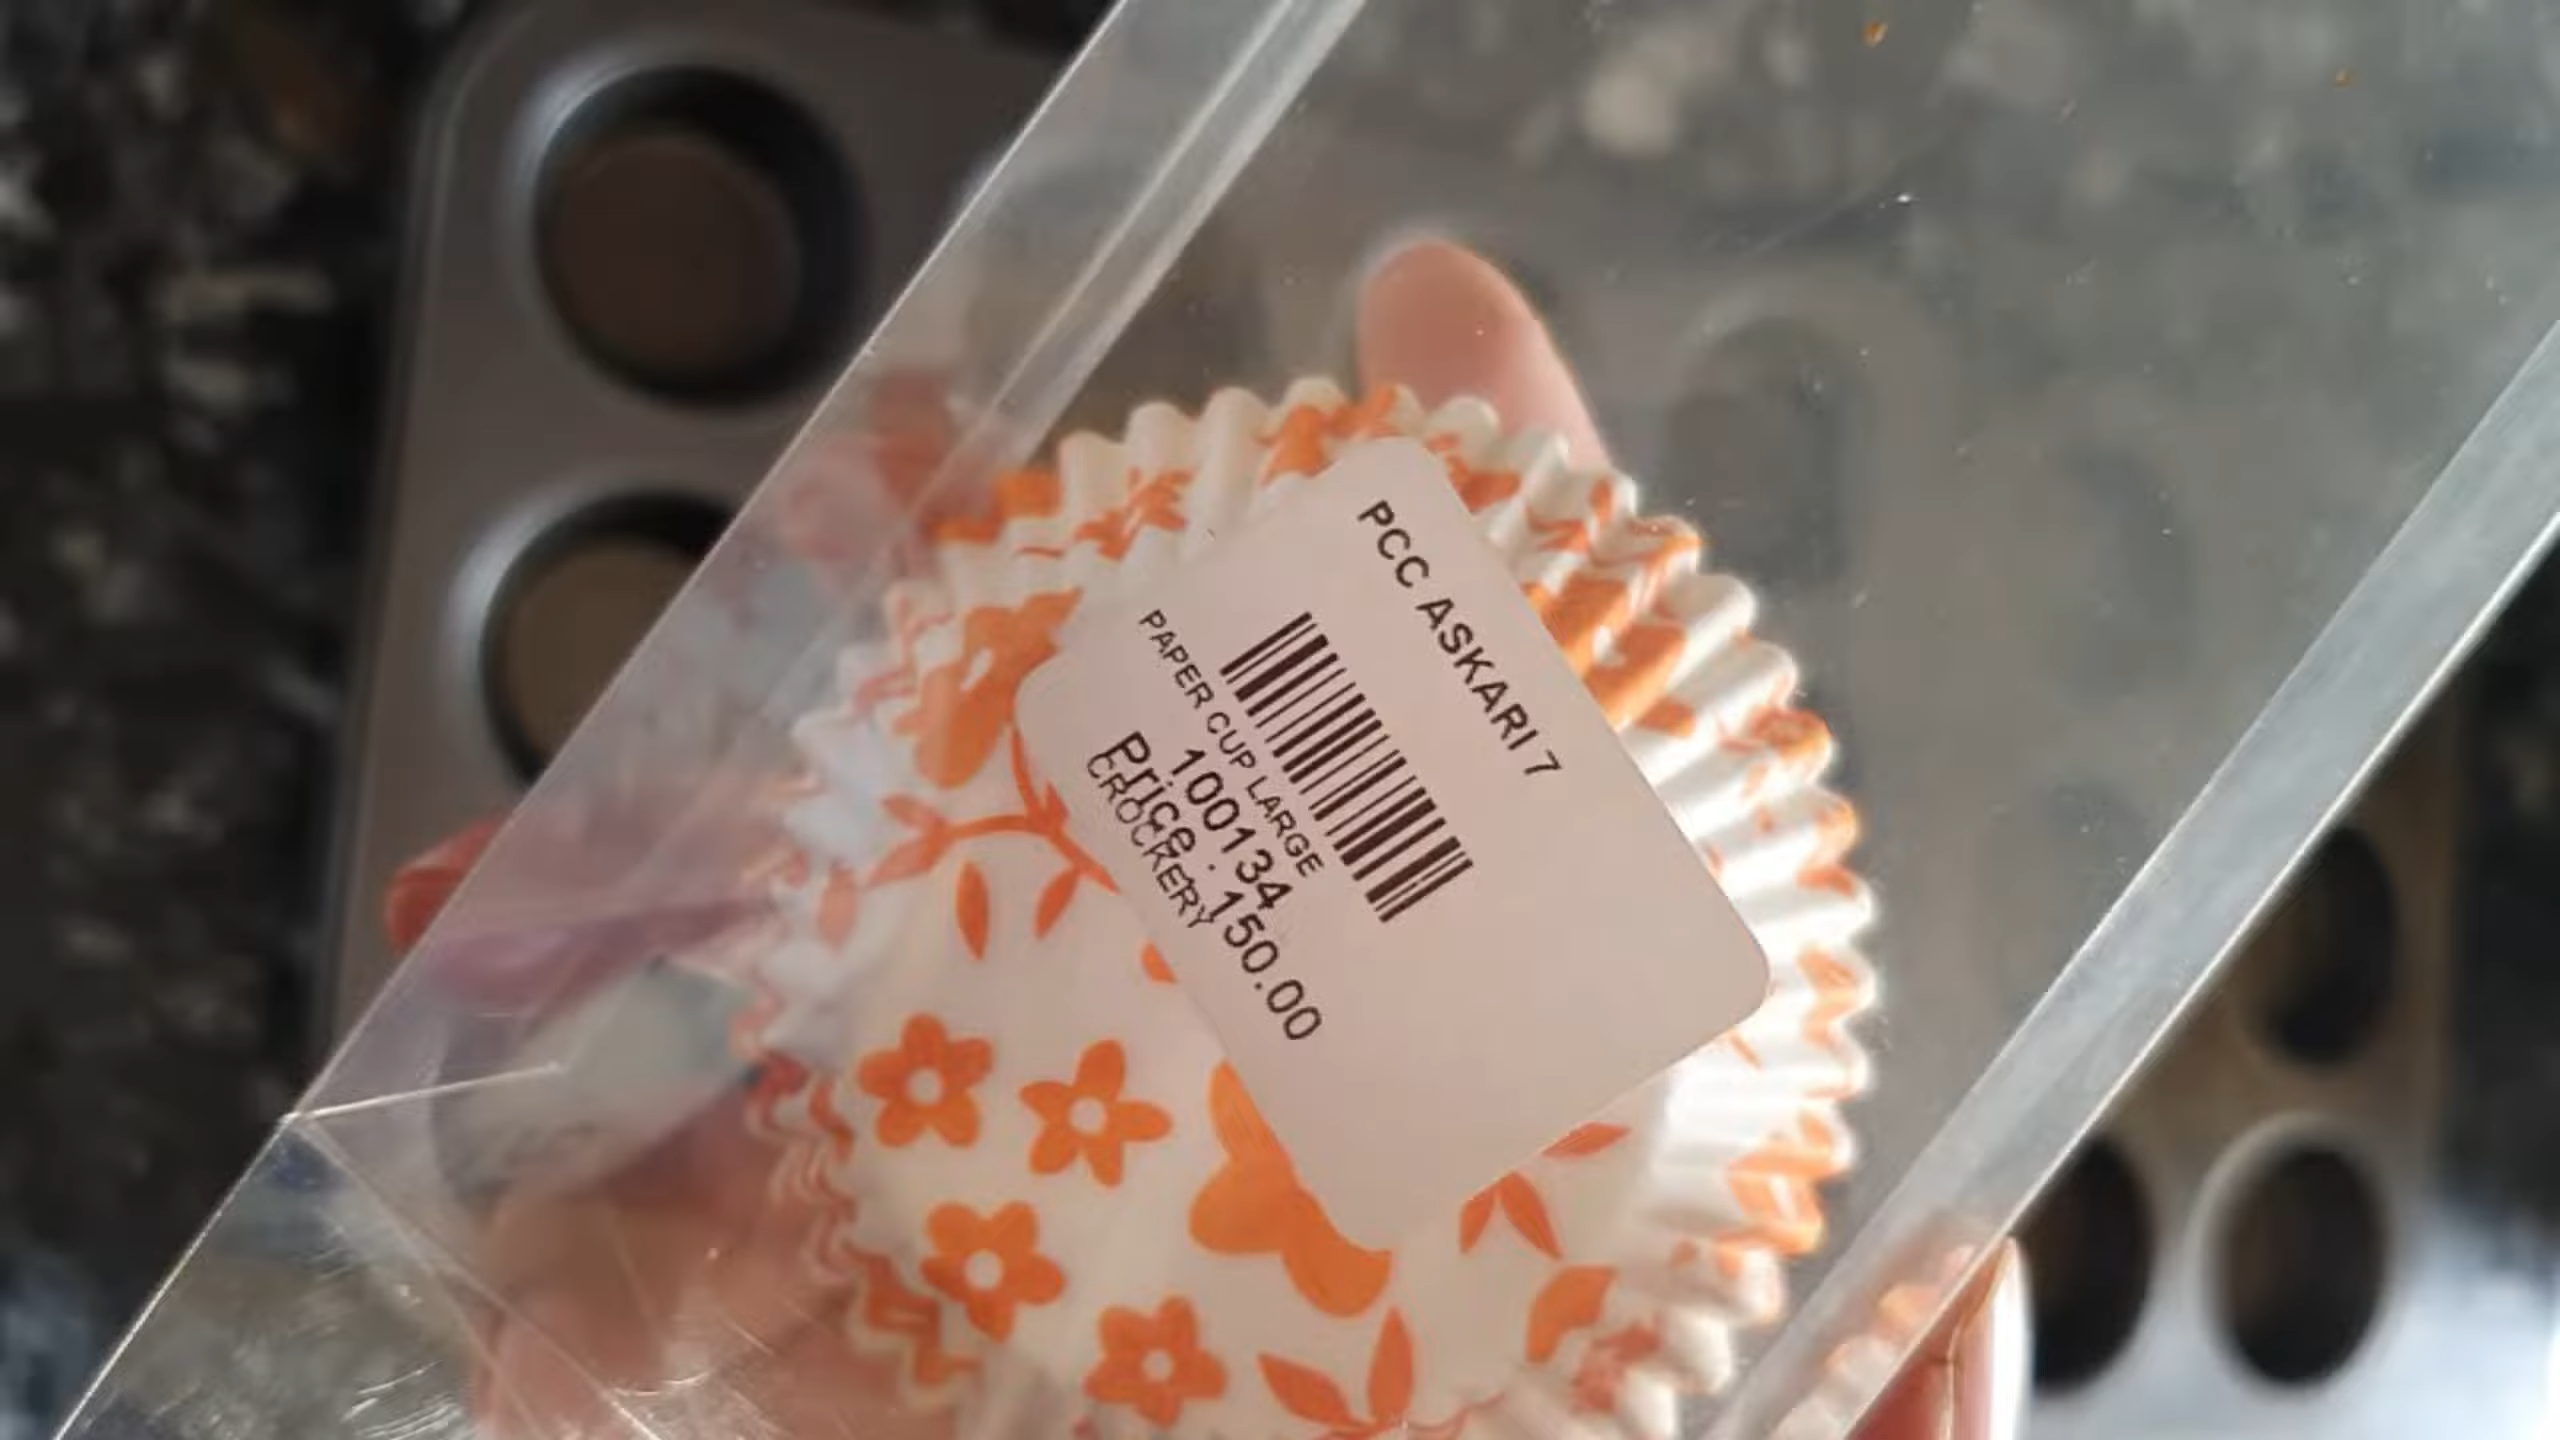 PCC ASKARI 7
PAPER CUP LARGE
100134
Price : 150.00
CROCKERY